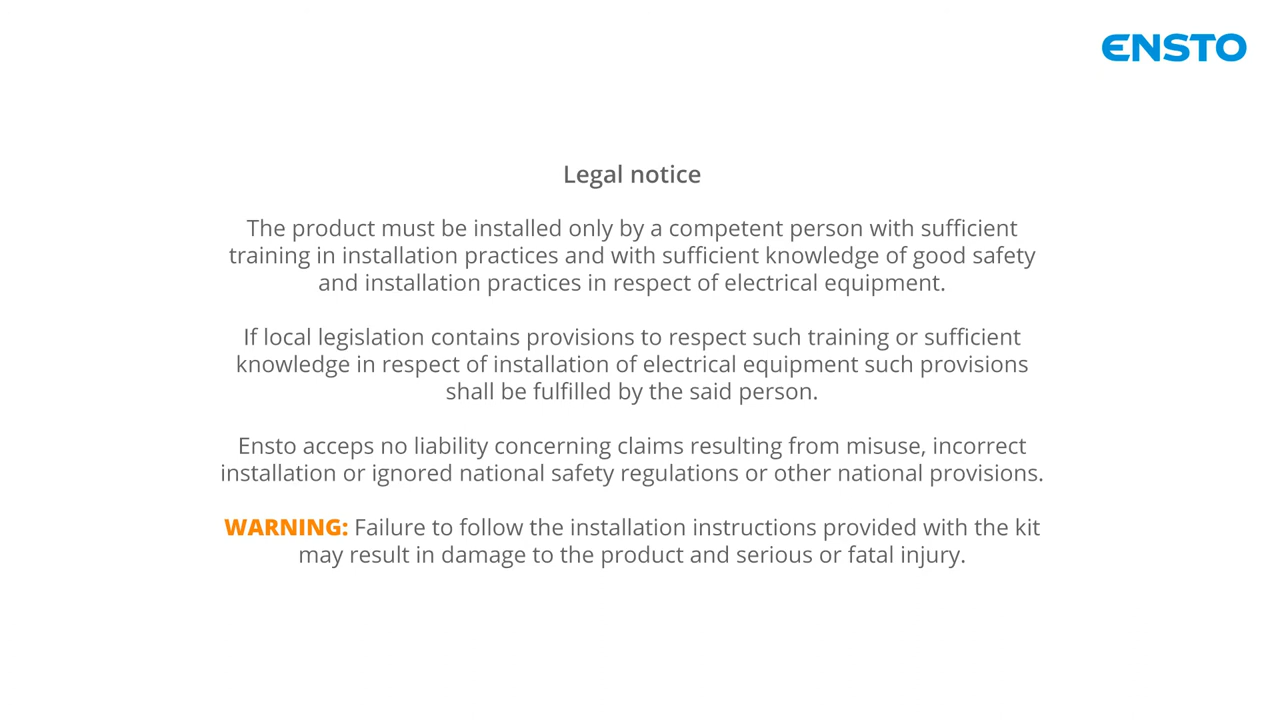 ENSTO
Legal notice
The product must be installed only by a competent person with sufficient
training in installation practices and with sufficient knowledge of good safety
and installation practices in respect of electrical equipment.
If local legislation contains provisions to respect such training or sufficient
knowledge in respect of installation of electrical equipment such provisions
shall be fulfilled by the said person.
Ensto acceps no liability concerning claims resulting from misuse, incorrect
installation or ignored national safety regulations or other national provisions.
WARNING: Failure to follow the installation instructions provided with the kit
may result in damage to the product and serious or fatal injury.